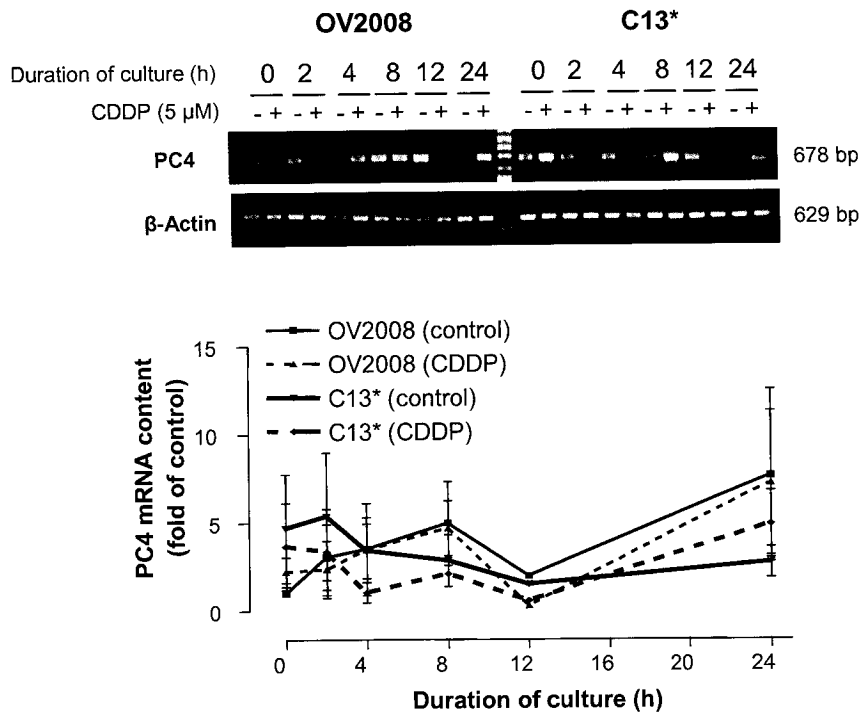 OV2008 C13*
Duration of culture (h) 0 2 4 8 12 24 0 2 4 8 12 24
CDDP (5 µM) - + - + - + - + - + - + - + - + - + - + - + - +
PC4 678 bp
β-Actin 629 bp
OV2008 (control)
OV2008 (CDDP)
C13* (control)
C13* (CDDP)
PC4 mRNA content
(fold of control)
15
10
5
0
0 4 8 12 16 20 24
Duration of culture (h)